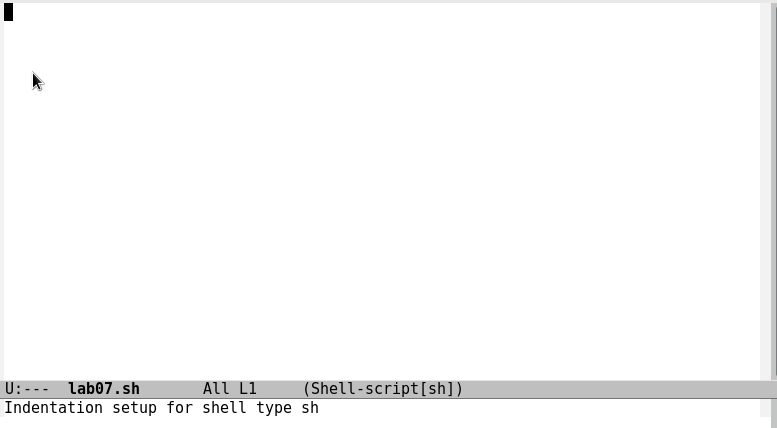 U:---  lab07.sh       All L1     (Shell-script[sh])
Indentation setup for shell type sh